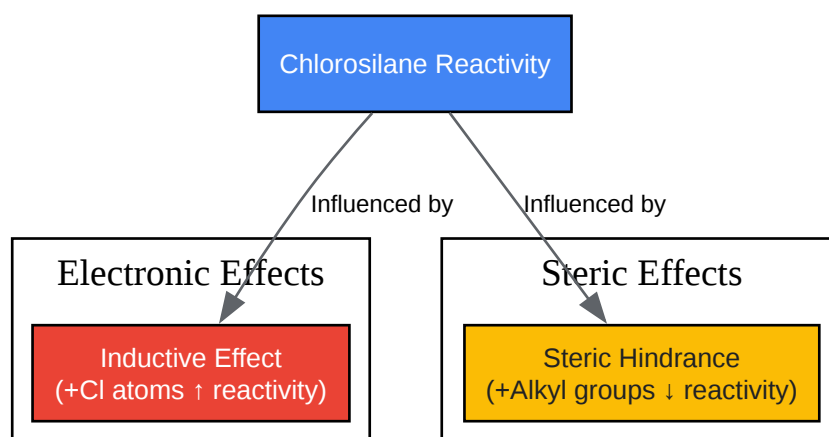 Chlorosilane Reactivity
Influenced by
Influenced by
Electronic Effects
Steric Effects
Inductive Effect
(+Cl atoms ↑ reactivity)
Steric Hindrance
(+Alkyl groups ↓ reactivity)